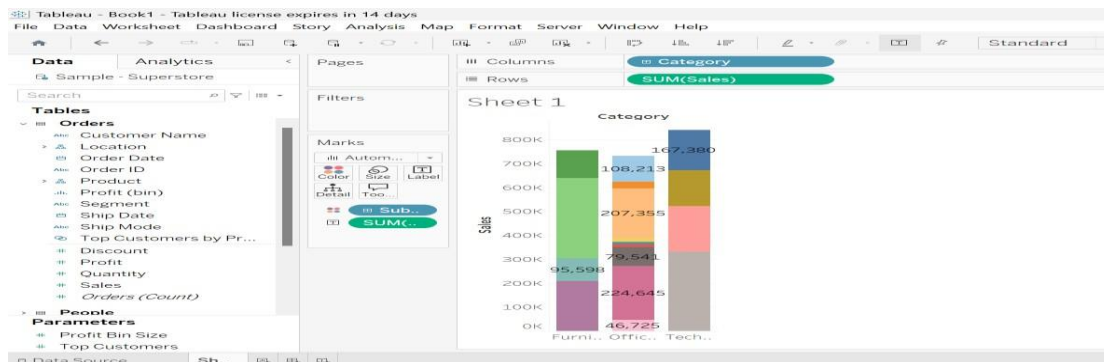 Tableau - Book1 - Tableau license expires in 14 days
File Data Worksheet Dashboard Story Analysis Map Format Server Window Help
Standard
Data Analytics
Sample - Superstore
Search
Tables
Orders
Abc Customer Name
Location
Order Date
Abc Order ID
Product
Profit (bin)
Abc Segment
Ship Date
Abc Ship Mode
Top Customers by Pr...
# Discount
# Profit
# Quantity
# Sales
# Orders (Count)
People
Parameters
# Profit Bin Size
# Top Customers
Data Source Sh..
Pages
Filters
Marks
Autom...
Color Size Label
Detail Too...
Sub..
SUM(..
Columns Category
Rows SUM(Sales)
Sheet 1
Category
Sales
800K
700K
600K
500K
400K
300K
200K
100K
0K
167,380
108,213
207,355
79,541
95,598
224,645
46,725
Furni.. Offic.. Tech..